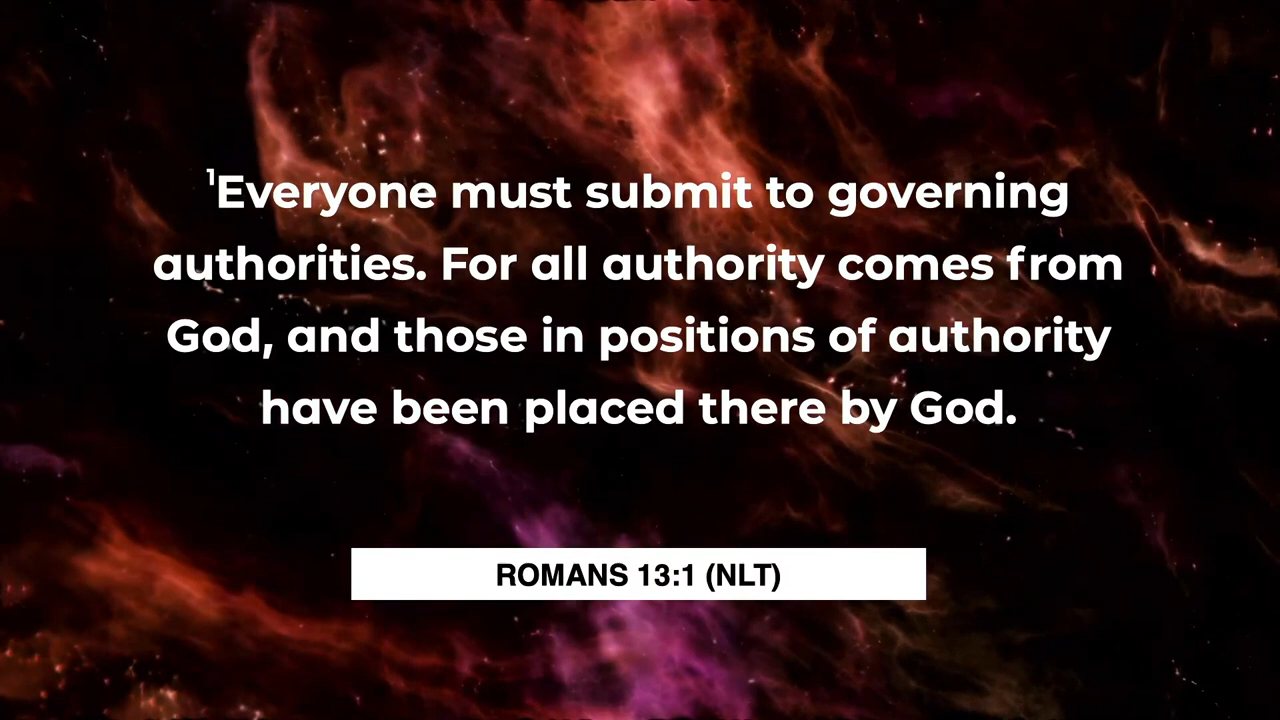 ¹Everyone must submit to governing
authorities. For all authority comes from
God, and those in positions of authority
have been placed there by God.
ROMANS 13:1 (NLT)